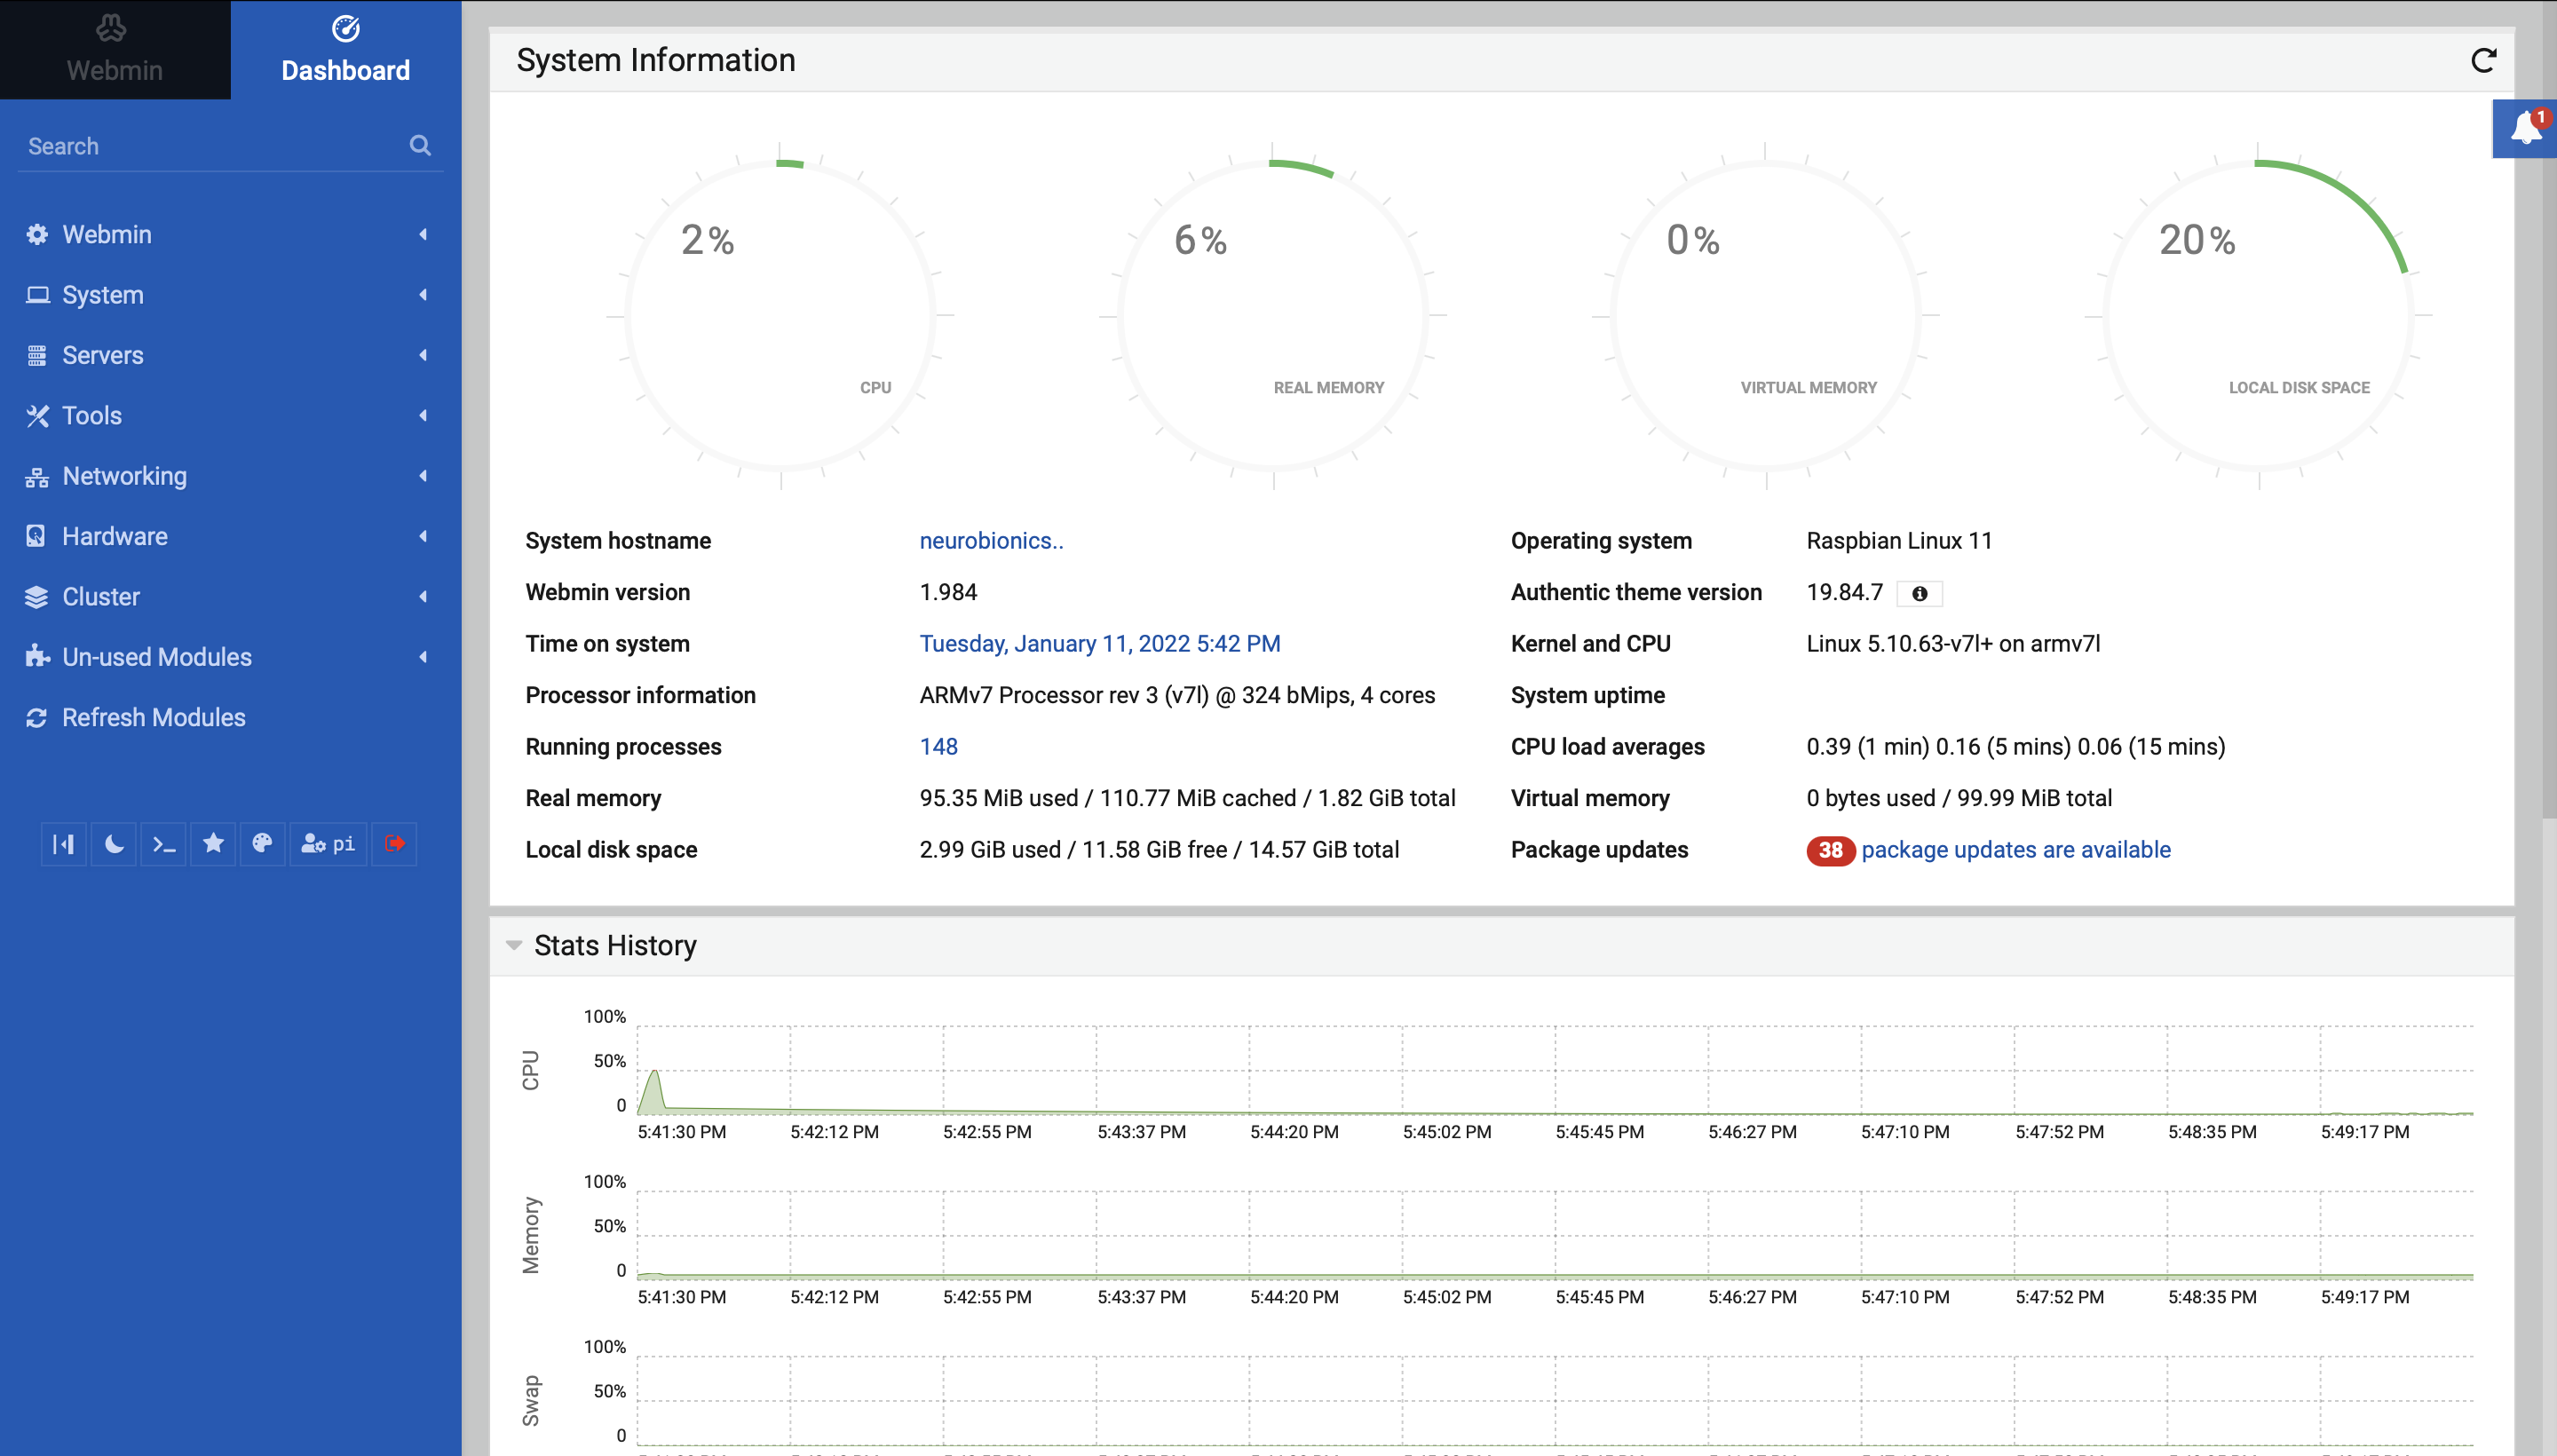 Webmin
Dashboard
Search
Webmin
System
Servers
Tools
Networking
Hardware
Cluster
Un-used Modules
Refresh Modules
pi
System Information
1
2%
CPU
6%
REAL MEMORY
0%
VIRTUAL MEMORY
20%
LOCAL DISK SPACE
System hostname neurobionics.. Operating system Raspbian Linux 11
Webmin version 1.984 Authentic theme version 19.84.7
Time on system Tuesday, January 11, 2022 5:42 PM Kernel and CPU Linux 5.10.63-v7l+ on armv7l
Processor information ARMv7 Processor rev 3 (v7l) @ 324 bMips, 4 cores System uptime
Running processes 148 CPU load averages 0.39 (1 min) 0.16 (5 mins) 0.06 (15 mins)
Real memory 95.35 MiB used / 110.77 MiB cached / 1.82 GiB total Virtual memory 0 bytes used / 99.99 MiB total
Local disk space 2.99 GiB used / 11.58 GiB free / 14.57 GiB total Package updates 38 package updates are available
Stats History
CPU
100%
50%
0
5:41:30 PM 5:42:12 PM 5:42:55 PM 5:43:37 PM 5:44:20 PM 5:45:02 PM 5:45:45 PM 5:46:27 PM 5:47:10 PM 5:47:52 PM 5:48:35 PM 5:49:17 PM
Memory
100%
50%
0
5:41:30 PM 5:42:12 PM 5:42:55 PM 5:43:37 PM 5:44:20 PM 5:45:02 PM 5:45:45 PM 5:46:27 PM 5:47:10 PM 5:47:52 PM 5:48:35 PM 5:49:17 PM
Swap
100%
50%
0